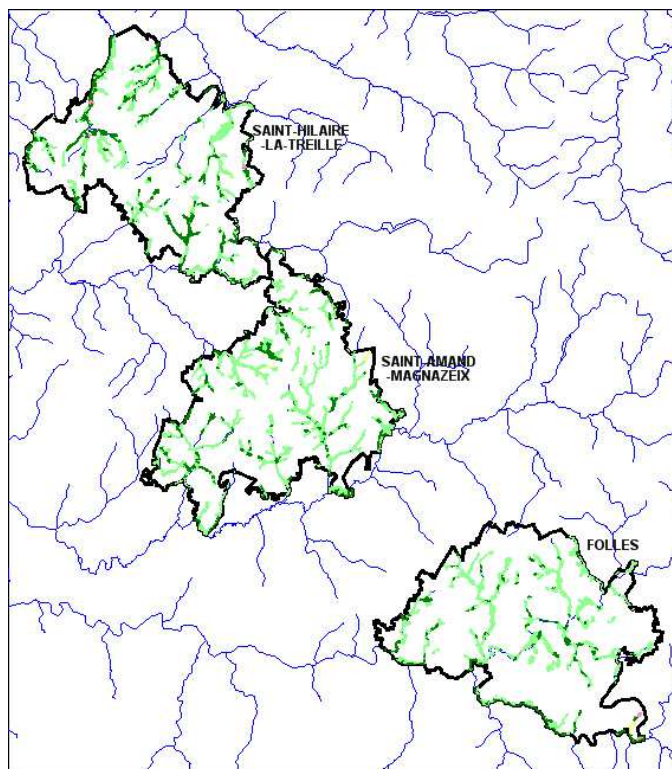 SAINT-HILAIRE
-LA-TREILLE
SAINT-AMAND
-MAGNAZEIX
FOLLES